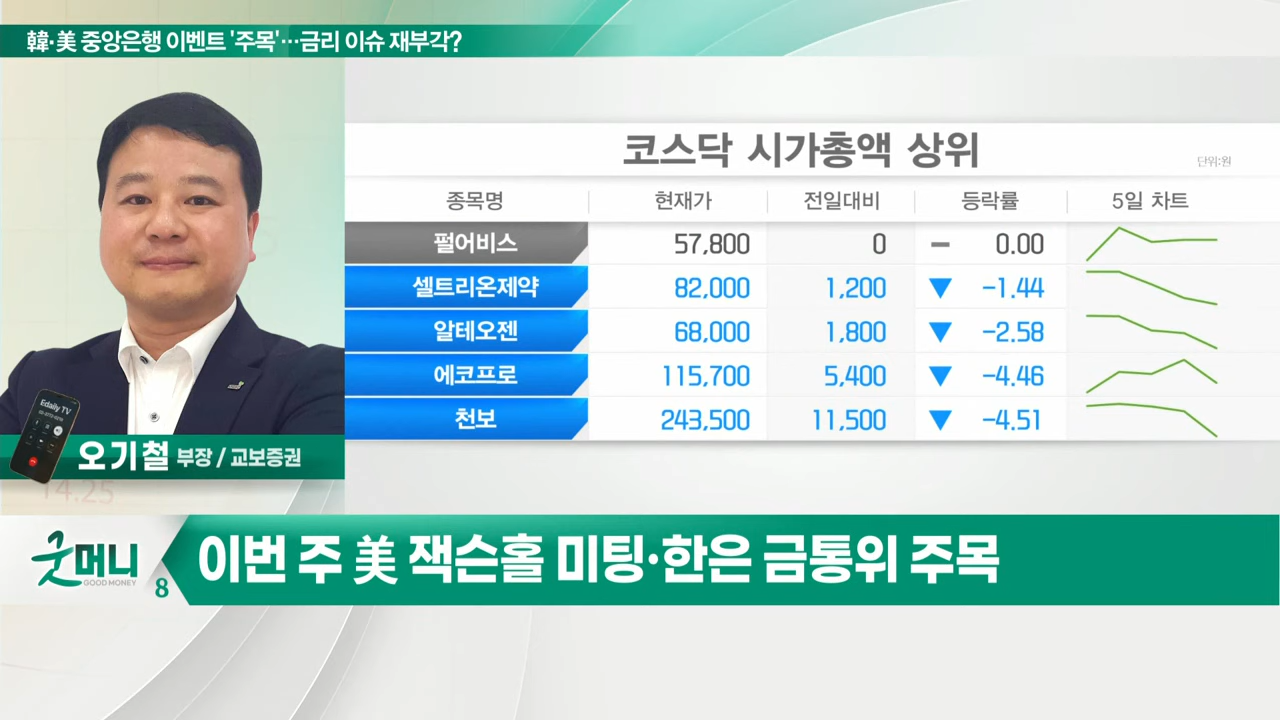 韓·美 중앙은행 이벤트 '주목'…금리 이슈 재부각?
코스닥 시가총액 상위
단위:원
종목명 현재가 전일대비 등락률 5일 차트
펄어비스 57,800 0 － 0.00
셀트리온제약 82,000 1,200 ▼ -1.44
알테오젠 68,000 1,800 ▼ -2.58
에코프로 115,700 5,400 ▼ -4.46
천보 243,500 11,500 ▼ -4.51
Edaily TV
오기철 부장 / 교보증권
14.25
굿머니
GOOD MONEY
8
이번 주 美 잭슨홀 미팅·한은 금통위 주목